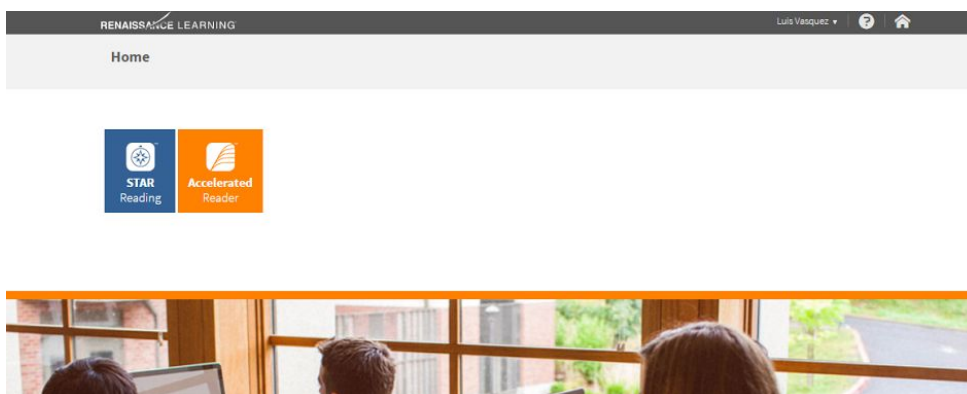 RENAISSANCE LEARNING
Luis Vasquez ▾
?
Home
STAR
Reading
Accelerated
Reader